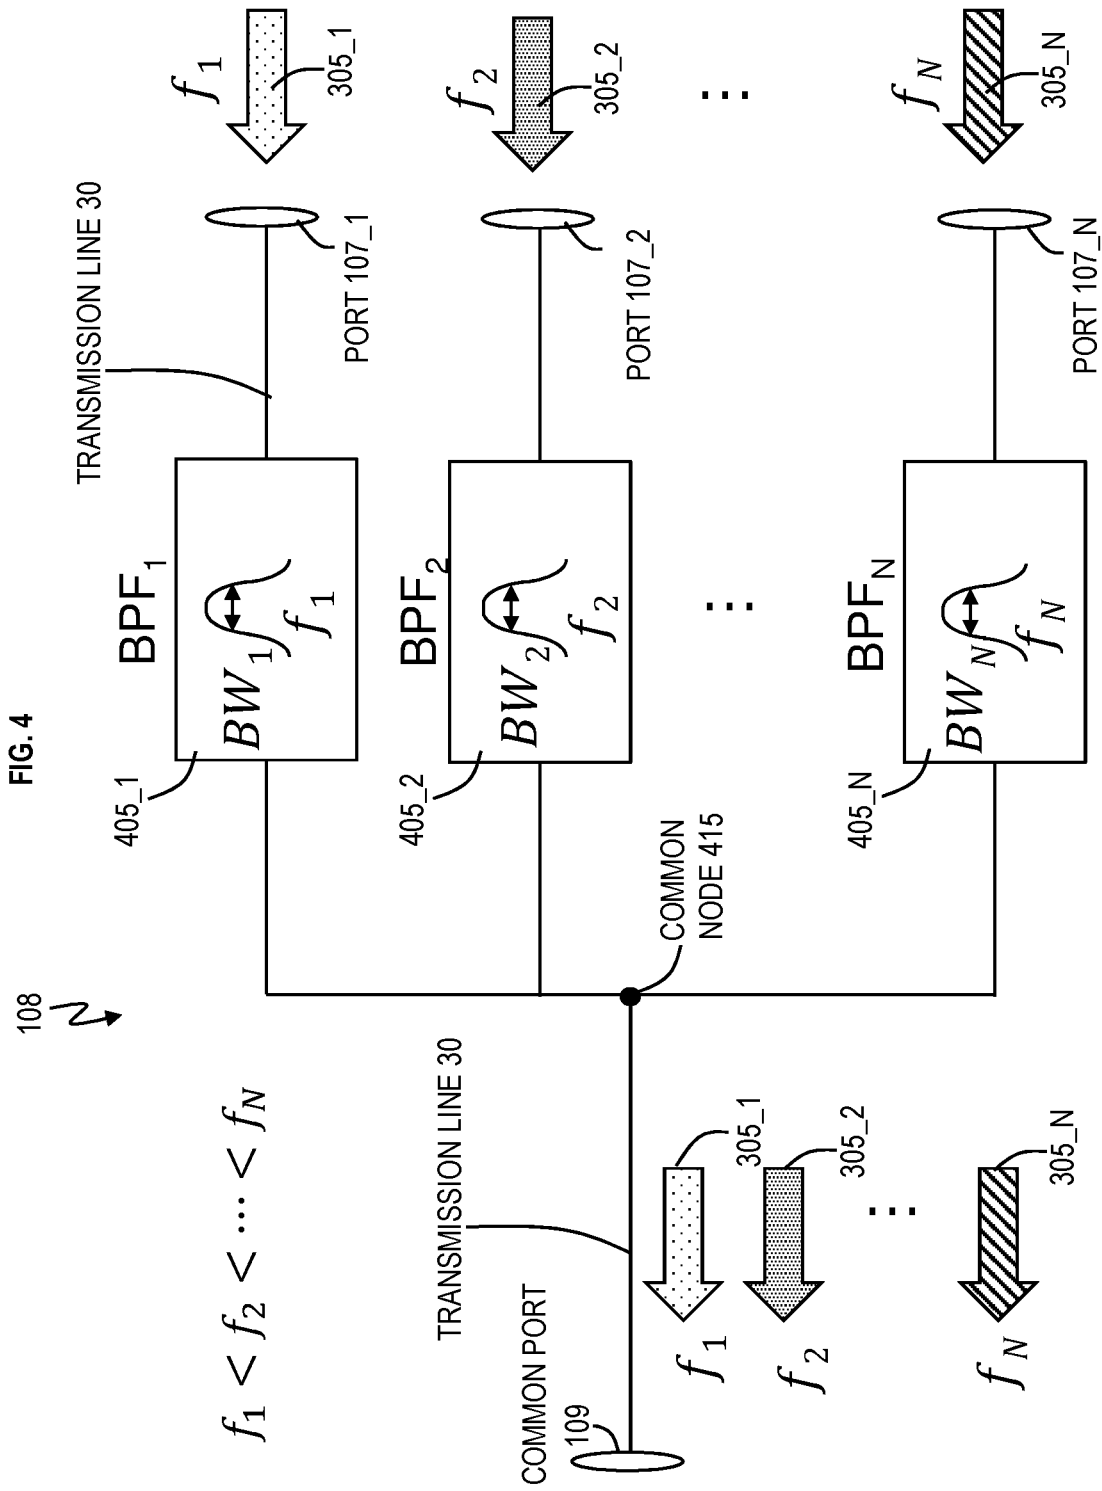 FIG. 4
108
f1 < f2 < ⋯ < fN
COMMON PORT
109
TRANSMISSION LINE 30
f1
305_1
f2
305_2
...
fN
305_N
COMMON
NODE 415
405_1
BPF1
BW1
f1
405_2
BPF2
BW2
f2
...
405_N
BPFN
BWN
fN
TRANSMISSION LINE 30
PORT 107_1
PORT 107_2
PORT 107_N
f1
305_1
f2
305_2
...
fN
305_N